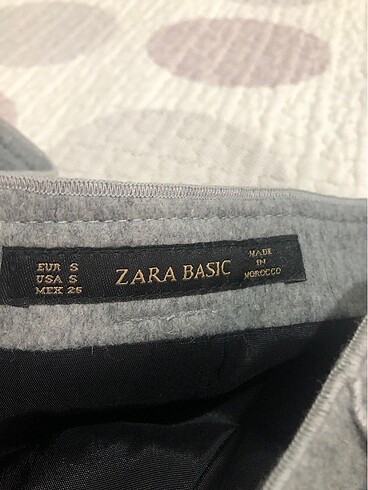 EUR S
USA S
MEX 26
ZARA BASIC
MADE
IN
MOROCCO